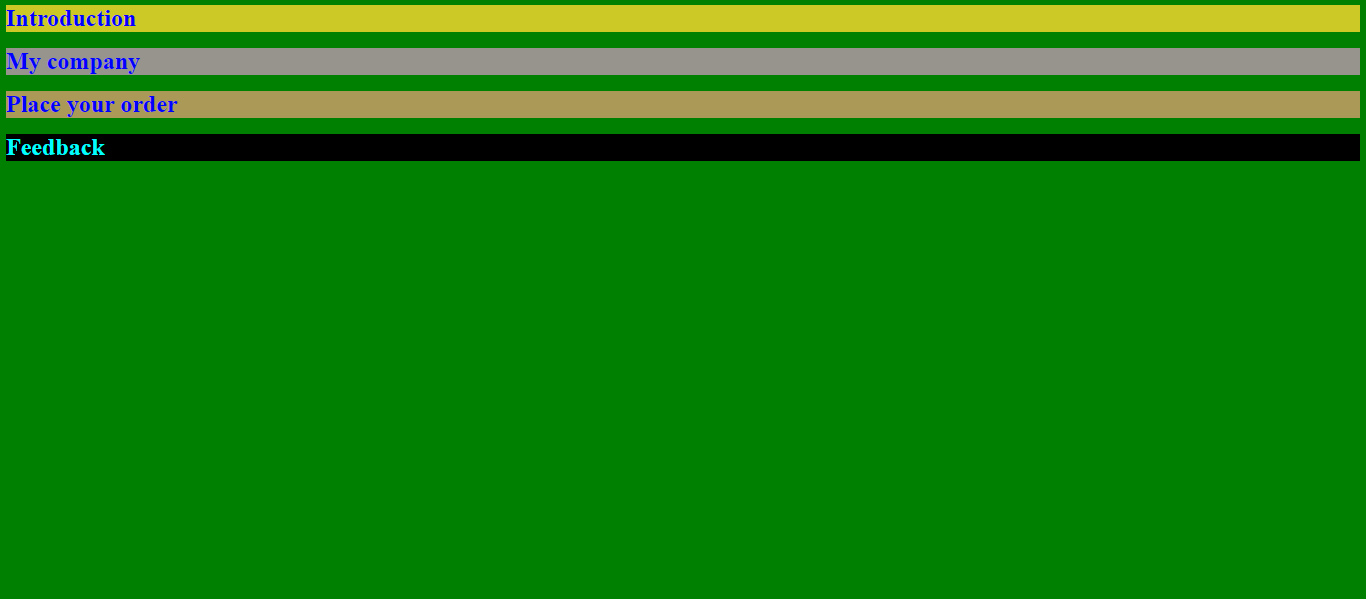 Introduction
My company
Place your order
Feedback